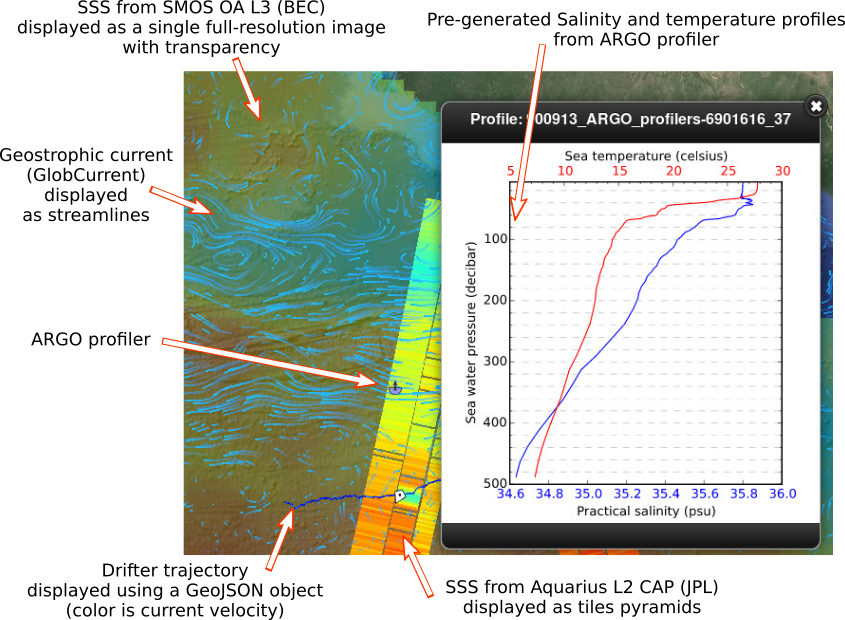 SSS from SMOS OA L3 (BEC)
displayed as a single full-resolution image
with transparency
Pre-generated Salinity and temperature profiles
from ARGO profiler
Geostrophic current
(GlobCurrent)
displayed
as streamlines
ARGO profiler
Profile: 00913_ARGO_profilers-6901616_37
Sea temperature (celsius)
5 10 15 20 25 30
Sea water pressure (decibar)
100
200
300
400
500
34.6 34.8 35.0 35.2 35.4 35.6 35.8 36.0
Practical salinity (psu)
Drifter trajectory
displayed using a GeoJSON object
(color is current velocity)
SSS from Aquarius L2 CAP (JPL)
displayed as tiles pyramids